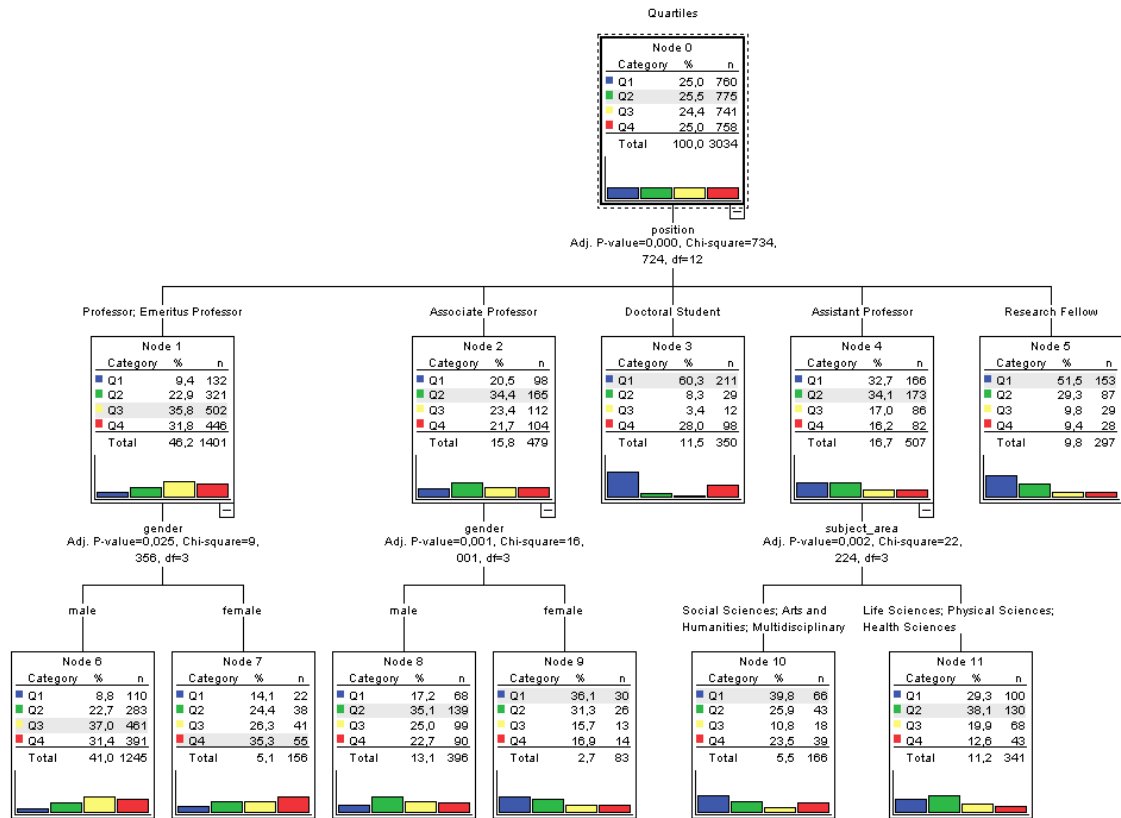 Quartiles
Node 0
Category % n
Q1 25,0 760
Q2 25,5 775
Q3 24,4 741
Q4 25,0 758
Total 100,0 3034
position
Adj. P-value=0,000, Chi-square=734,
724, df=12
Professor; Emeritus Professor
Node 1
Category % n
Q1 9,4 132
Q2 22,9 321
Q3 35,8 502
Q4 31,8 446
Total 46,2 1401
Associate Professor
Node 2
Category % n
Q1 20,5 98
Q2 34,4 165
Q3 23,4 112
Q4 21,7 104
Total 15,8 479
Doctoral Student
Node 3
Category % n
Q1 60,3 211
Q2 8,3 29
Q3 3,4 12
Q4 28,0 98
Total 11,5 350
Assistant Professor
Node 4
Category % n
Q1 32,7 166
Q2 34,1 173
Q3 17,0 86
Q4 16,2 82
Total 16,7 507
Research Fellow
Node 5
Category % n
Q1 51,5 153
Q2 29,3 87
Q3 9,8 29
Q4 9,4 28
Total 9,8 297
gender
Adj. P-value=0,025, Chi-square=9,
356, df=3
gender
Adj. P-value=0,001, Chi-square=16,
001, df=3
subject_area
Adj. P-value=0,002, Chi-square=22,
224, df=3
male
Node 6
Category % n
Q1 8,8 110
Q2 22,7 283
Q3 37,0 461
Q4 31,4 391
Total 41,0 1245
female
Node 7
Category % n
Q1 14,1 22
Q2 24,4 38
Q3 26,3 41
Q4 35,3 55
Total 5,1 156
male
Node 8
Category % n
Q1 17,2 68
Q2 35,1 139
Q3 25,0 99
Q4 22,7 90
Total 13,1 396
female
Node 9
Category % n
Q1 36,1 30
Q2 31,3 26
Q3 15,7 13
Q4 16,9 14
Total 2,7 83
Social Sciences; Arts and
Humanities; Multidisciplinary
Node 10
Category % n
Q1 39,8 66
Q2 25,9 43
Q3 10,8 18
Q4 23,5 39
Total 5,5 166
Life Sciences; Physical Sciences;
Health Sciences
Node 11
Category % n
Q1 29,3 100
Q2 38,1 130
Q3 19,9 68
Q4 12,6 43
Total 11,2 341